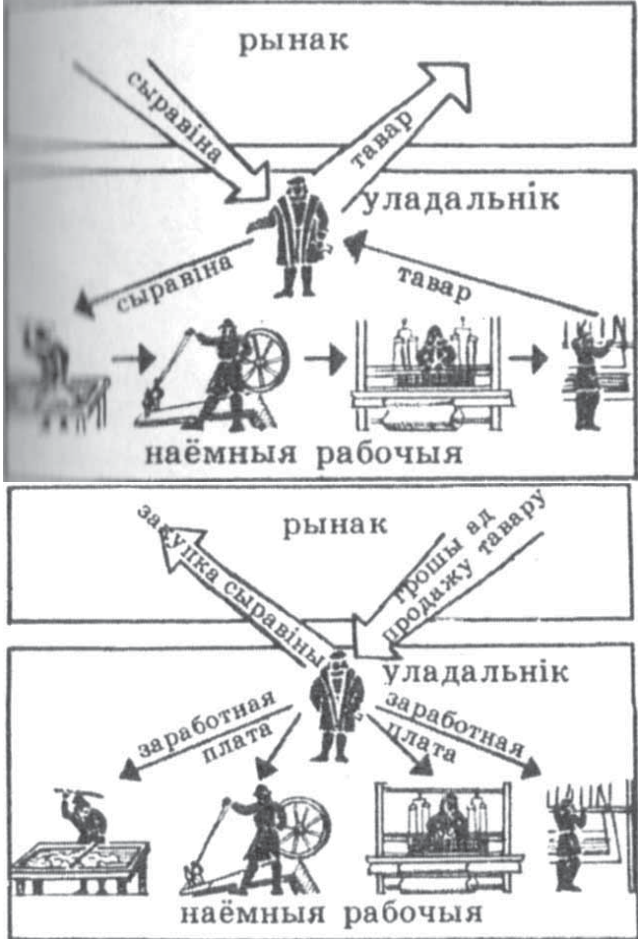 рынак
сыравіна
тавар
уладальнік
сыравіна
тавар
наёмныя рабочыя
рынак
закупка сыравіны
грошы ад
продажу тавару
уладальнік
заработная
плата
заработная
плата
наёмныя рабочыя